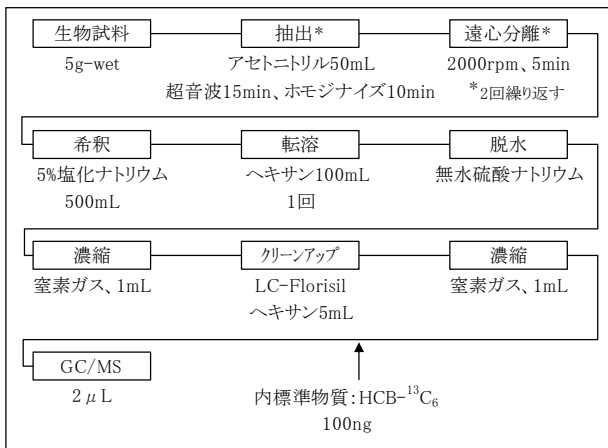 生物試料
5g-wet
抽出*
アセトニトリル50mL
超音波15min、ホモジナイズ10min
遠心分離*
2000rpm、5min
*2回繰り返す
希釈
5%塩化ナトリウム
500mL
転溶
ヘキサン100mL
1回
脱水
無水硫酸ナトリウム
濃縮
窒素ガス、1mL
クリーンアップ
LC-Florisil
ヘキサン5mL
濃縮
窒素ガス、1mL
GC/MS
2μL
内標準物質:HCB-¹³C₆
100ng